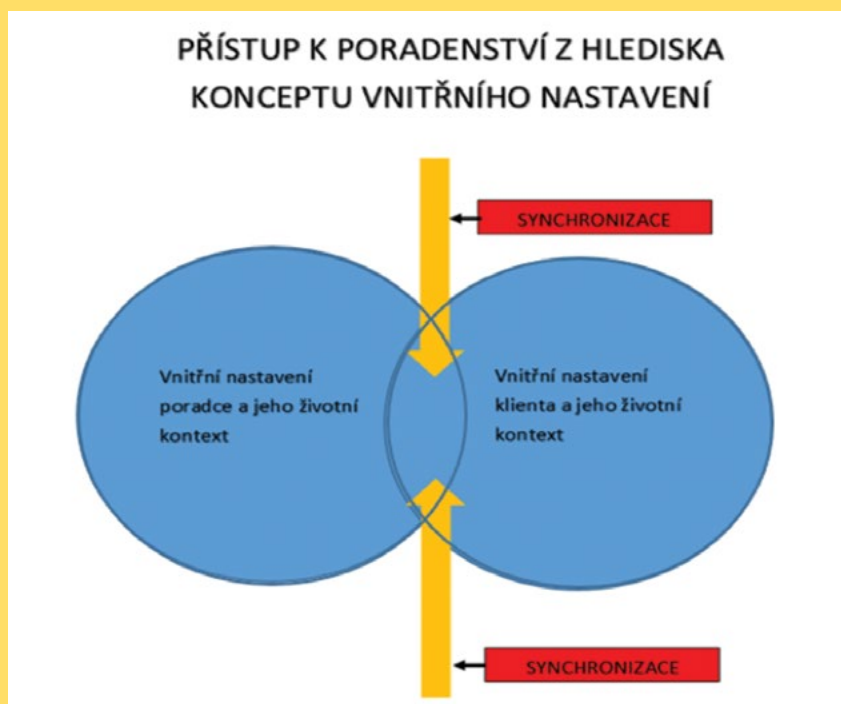 PŘÍSTUP K PORADENSTVÍ Z HLEDISKA
KONCEPTU VNITŘNÍHO NASTAVENÍ
SYNCHRONIZACE
Vnitřní nastavení
poradce a jeho životní
kontext
Vnitřní nastavení
klienta a jeho životní
kontext
SYNCHRONIZACE